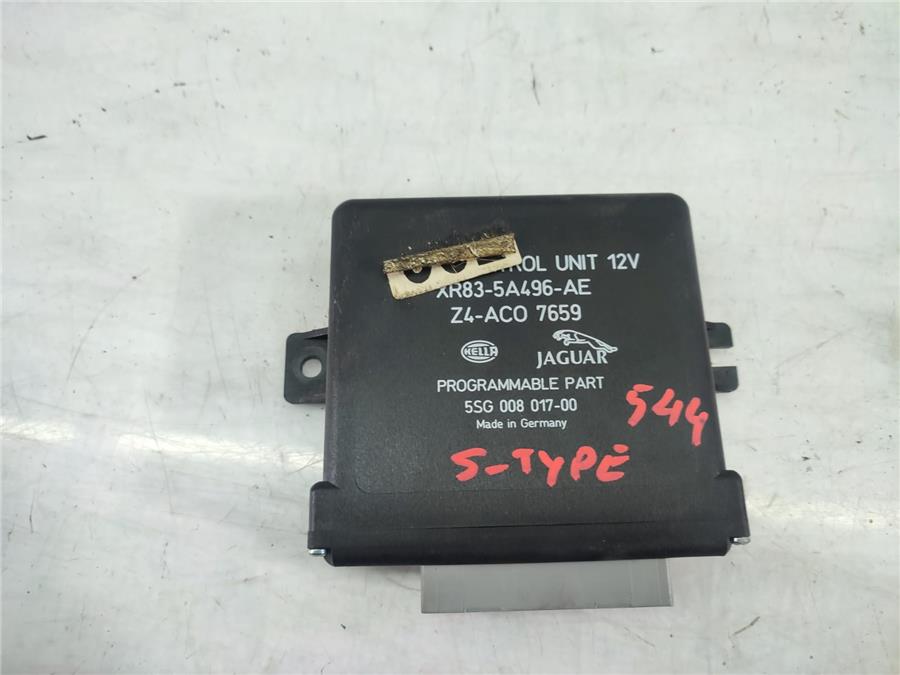 UNIT 12V
XR83-5A496-AE
Z4-ACO 7659
HELLA
JAGUAR
PROGRAMMABLE PART
5SG 008 017-00
Made in Germany
544
S-TYPE